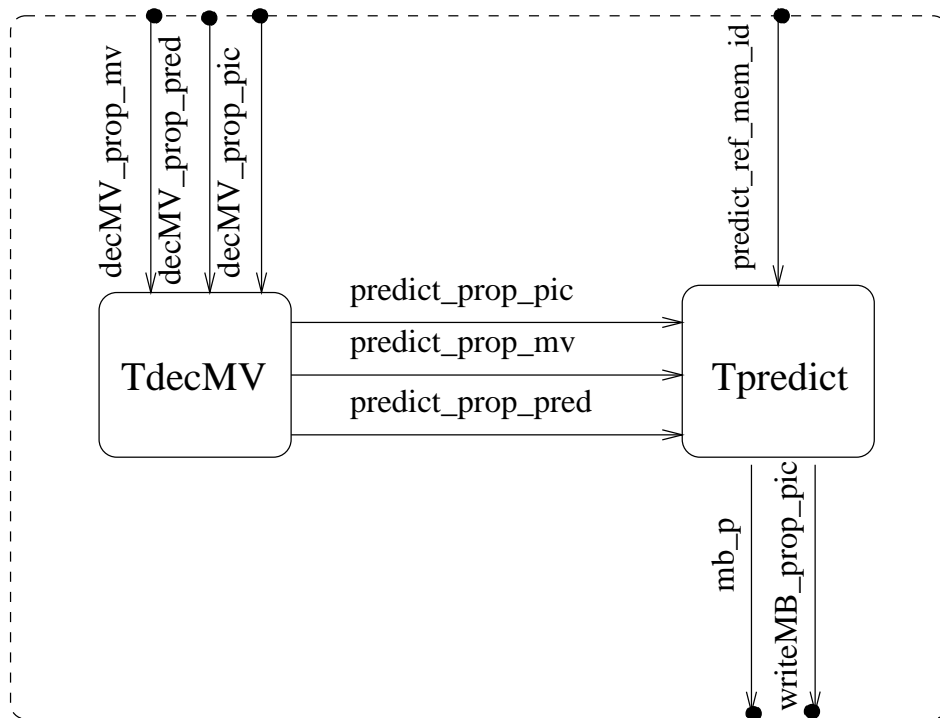 decMV_prop_mv
decMV_prop_pred
decMV_prop_pic
predict_ref_mem_id
predict_prop_pic
predict_prop_mv
predict_prop_pred
TdecMV
Tpredict
mb_p
writeMB_prop_pic